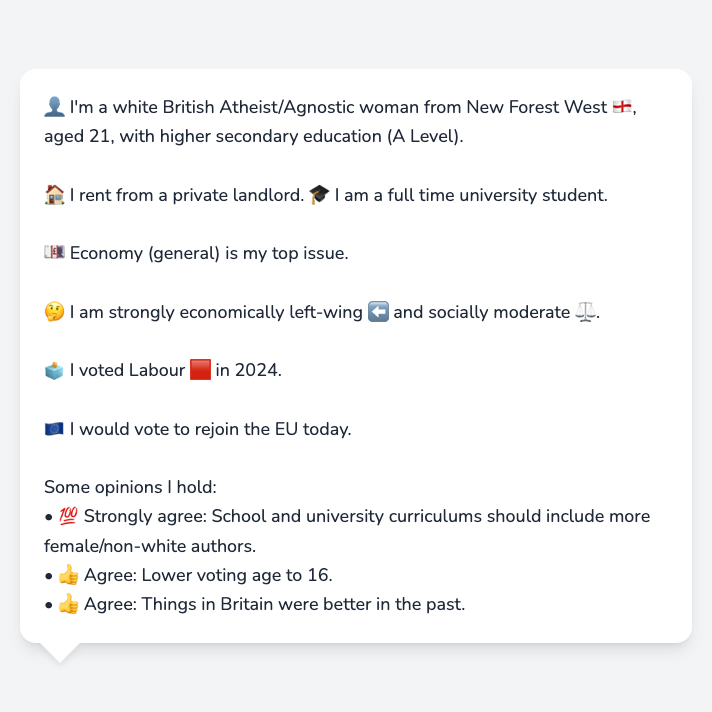 👤 I'm a white British Atheist/Agnostic woman from New Forest West 🏴󠁧󠁢󠁥󠁮󠁧󠁿,
aged 21, with higher secondary education (A Level).
🏠 I rent from a private landlord. 🎓 I am a full time university student.
💷 Economy (general) is my top issue.
🤔 I am strongly economically left-wing ⬅️ and socially moderate ⚖️.
🗳️ I voted Labour 🟥 in 2024.
🇪🇺 I would vote to rejoin the EU today.
Some opinions I hold:
• 💯 Strongly agree: School and university curriculums should include more
female/non-white authors.
• 👍 Agree: Lower voting age to 16.
• 👍 Agree: Things in Britain were better in the past.